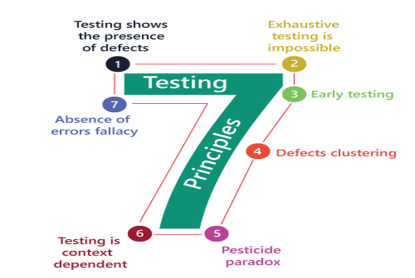 Testing shows
the presence
of defects
1
Exhaustive
testing is
impossible
2
Testing
3 Early testing
7
Absence of
errors fallacy
Principles
4 Defects clustering
6
Testing is
context
dependent
5
Pesticide
paradox